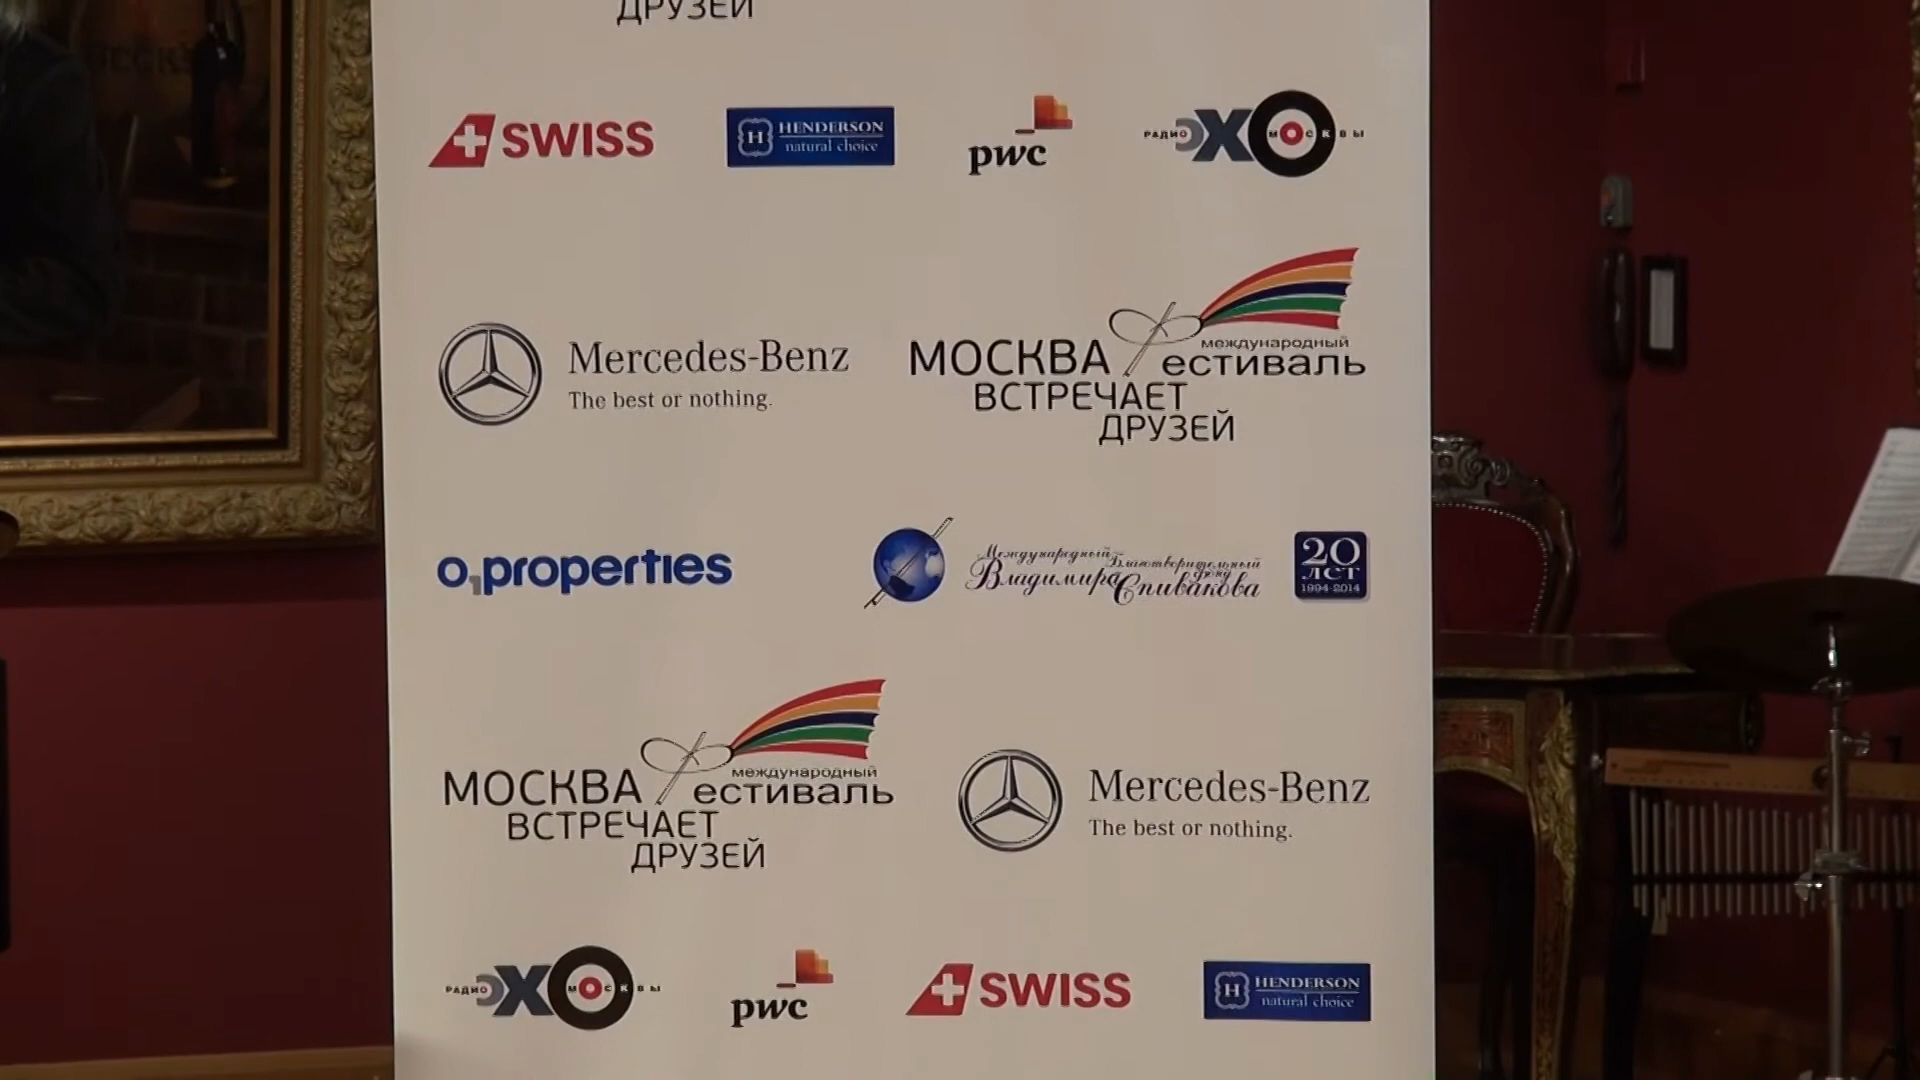 ДРУЗЕЙ
SWISS
HENDERSON
natural choice
pwc
РАДИО ЭХО МОСКВЫ
Mercedes-Benz
The best or nothing.
международный
МОСКВА Фестиваль
ВСТРЕЧАЕТ
ДРУЗЕЙ
O1properties
Международный Благотворительный
фонд
Владимира Спивакова
20
ЛЕТ
1994-2014
международный
МОСКВА Фестиваль
ВСТРЕЧАЕТ
ДРУЗЕЙ
Mercedes-Benz
The best or nothing.
РАДИО ЭХО МОСКВЫ
pwc
SWISS
HENDERSON
natural choice